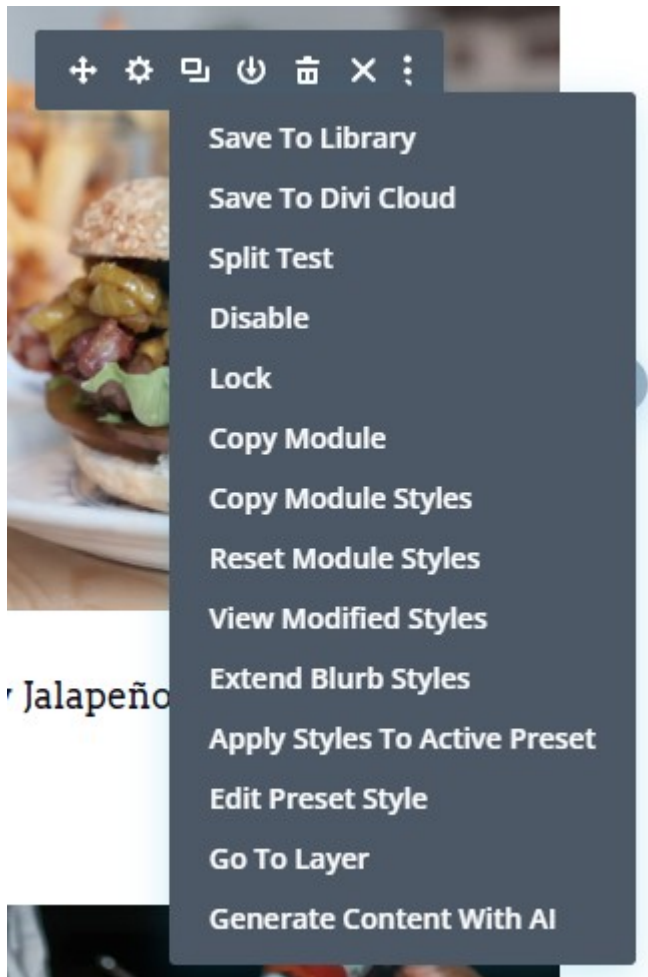 Save To Library
Save To Divi Cloud
Split Test
Disable
Lock
Copy Module
Copy Module Styles
Reset Module Styles
View Modified Styles
Extend Blurb Styles
Jalapeño
Apply Styles To Active Preset
Edit Preset Style
Go To Layer
Generate Content With AI